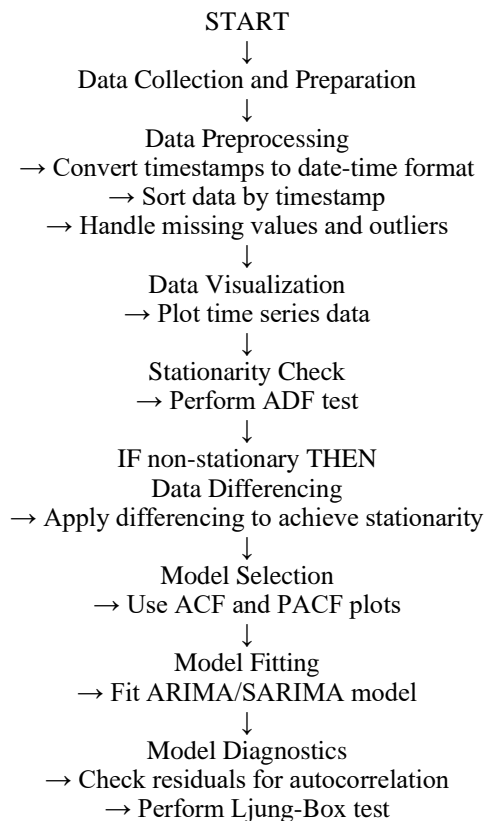 START
↓
Data Collection and Preparation
↓
Data Preprocessing
→ Convert timestamps to date-time format
→ Sort data by timestamp
→ Handle missing values and outliers
↓
Data Visualization
→ Plot time series data
↓
Stationarity Check
→ Perform ADF test
↓
IF non-stationary THEN
Data Differencing
→ Apply differencing to achieve stationarity
↓
Model Selection
→ Use ACF and PACF plots
↓
Model Fitting
→ Fit ARIMA/SARIMA model
↓
Model Diagnostics
→ Check residuals for autocorrelation
→ Perform Ljung-Box test